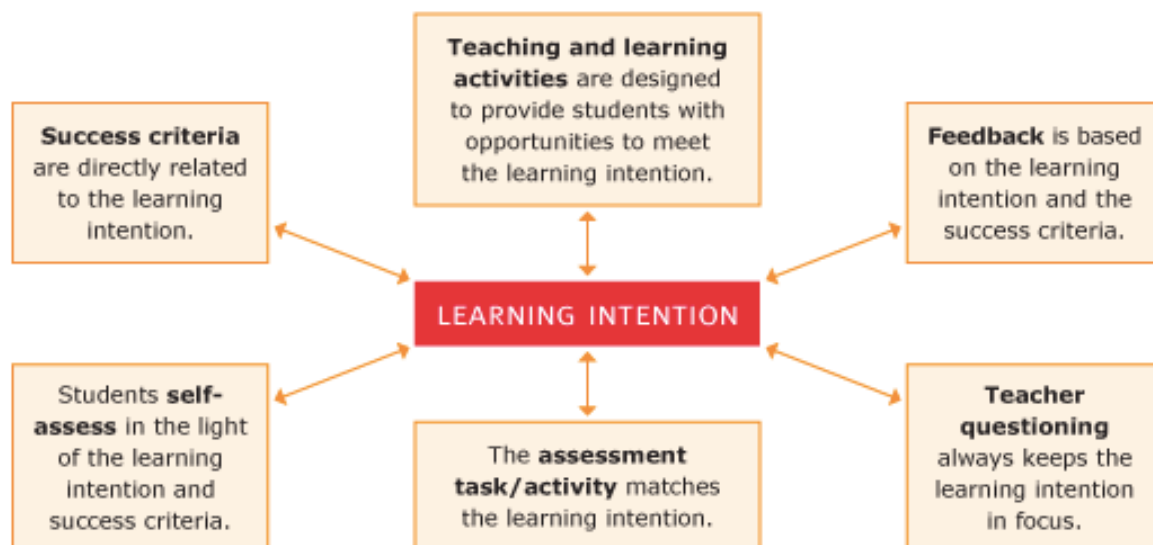 Teaching and learning
activities are designed
to provide students with
opportunities to meet
the learning intention.
Success criteria
are directly related
to the learning
intention.
Feedback is based
on the learning
intention and the
success criteria.
LEARNING INTENTION
Students self-
assess in the light
of the learning
intention and
success criteria.
The assessment
task/activity matches
the learning intention.
Teacher
questioning
always keeps the
learning intention
in focus.